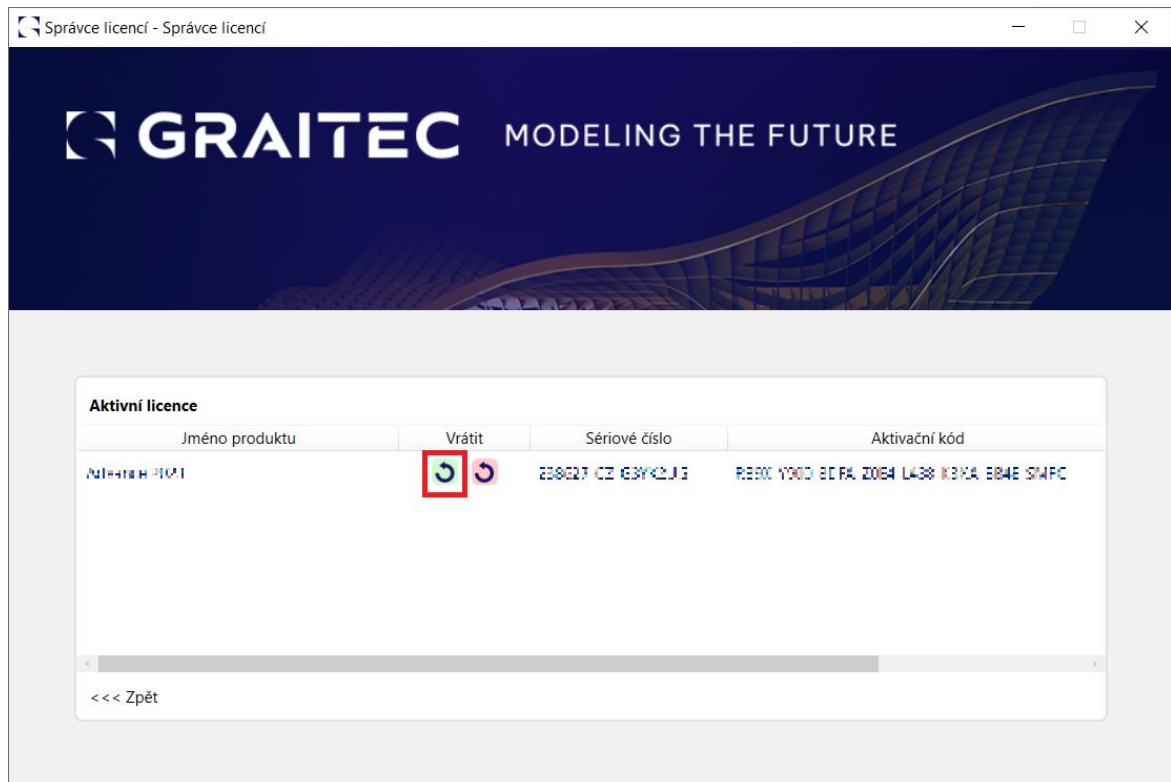 Správce licencí - Správce licencí
GRAITEC MODELING THE FUTURE
Aktivní licence
Jméno produktu Vrátit Sériové číslo Aktivační kód
<<< Zpět